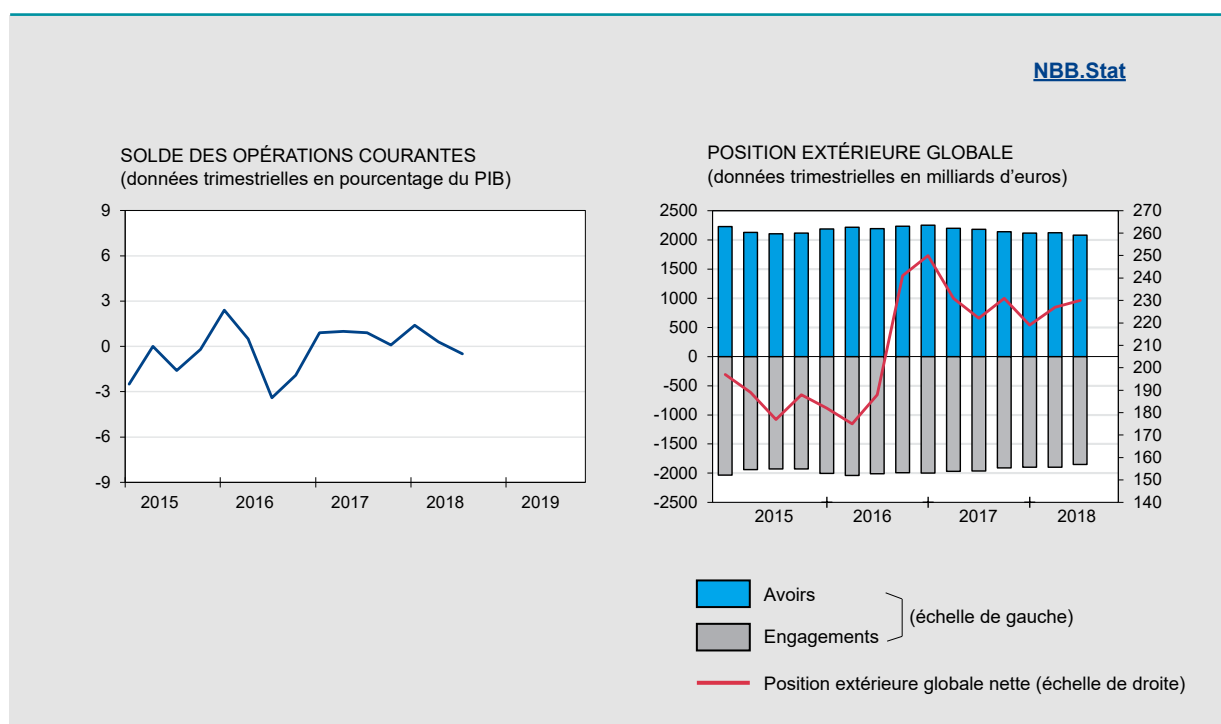 NBB.Stat
SOLDE DES OPÉRATIONS COURANTES
(données trimestrielles en pourcentage du PIB)
9
6
3
0
-3
-6
-9
2015 2016 2017 2018 2019
POSITION EXTÉRIEURE GLOBALE
(données trimestrielles en milliards d’euros)
2500 270
2000 260
1500 250
1000 240
500 230
0 220
-500 210
-1000 200
-1500 190
-2000 180
-2500 170
160
150
140
2015 2016 2017 2018
Avoirs
(échelle de gauche)
Engagements
Position extérieure globale nette (échelle de droite)